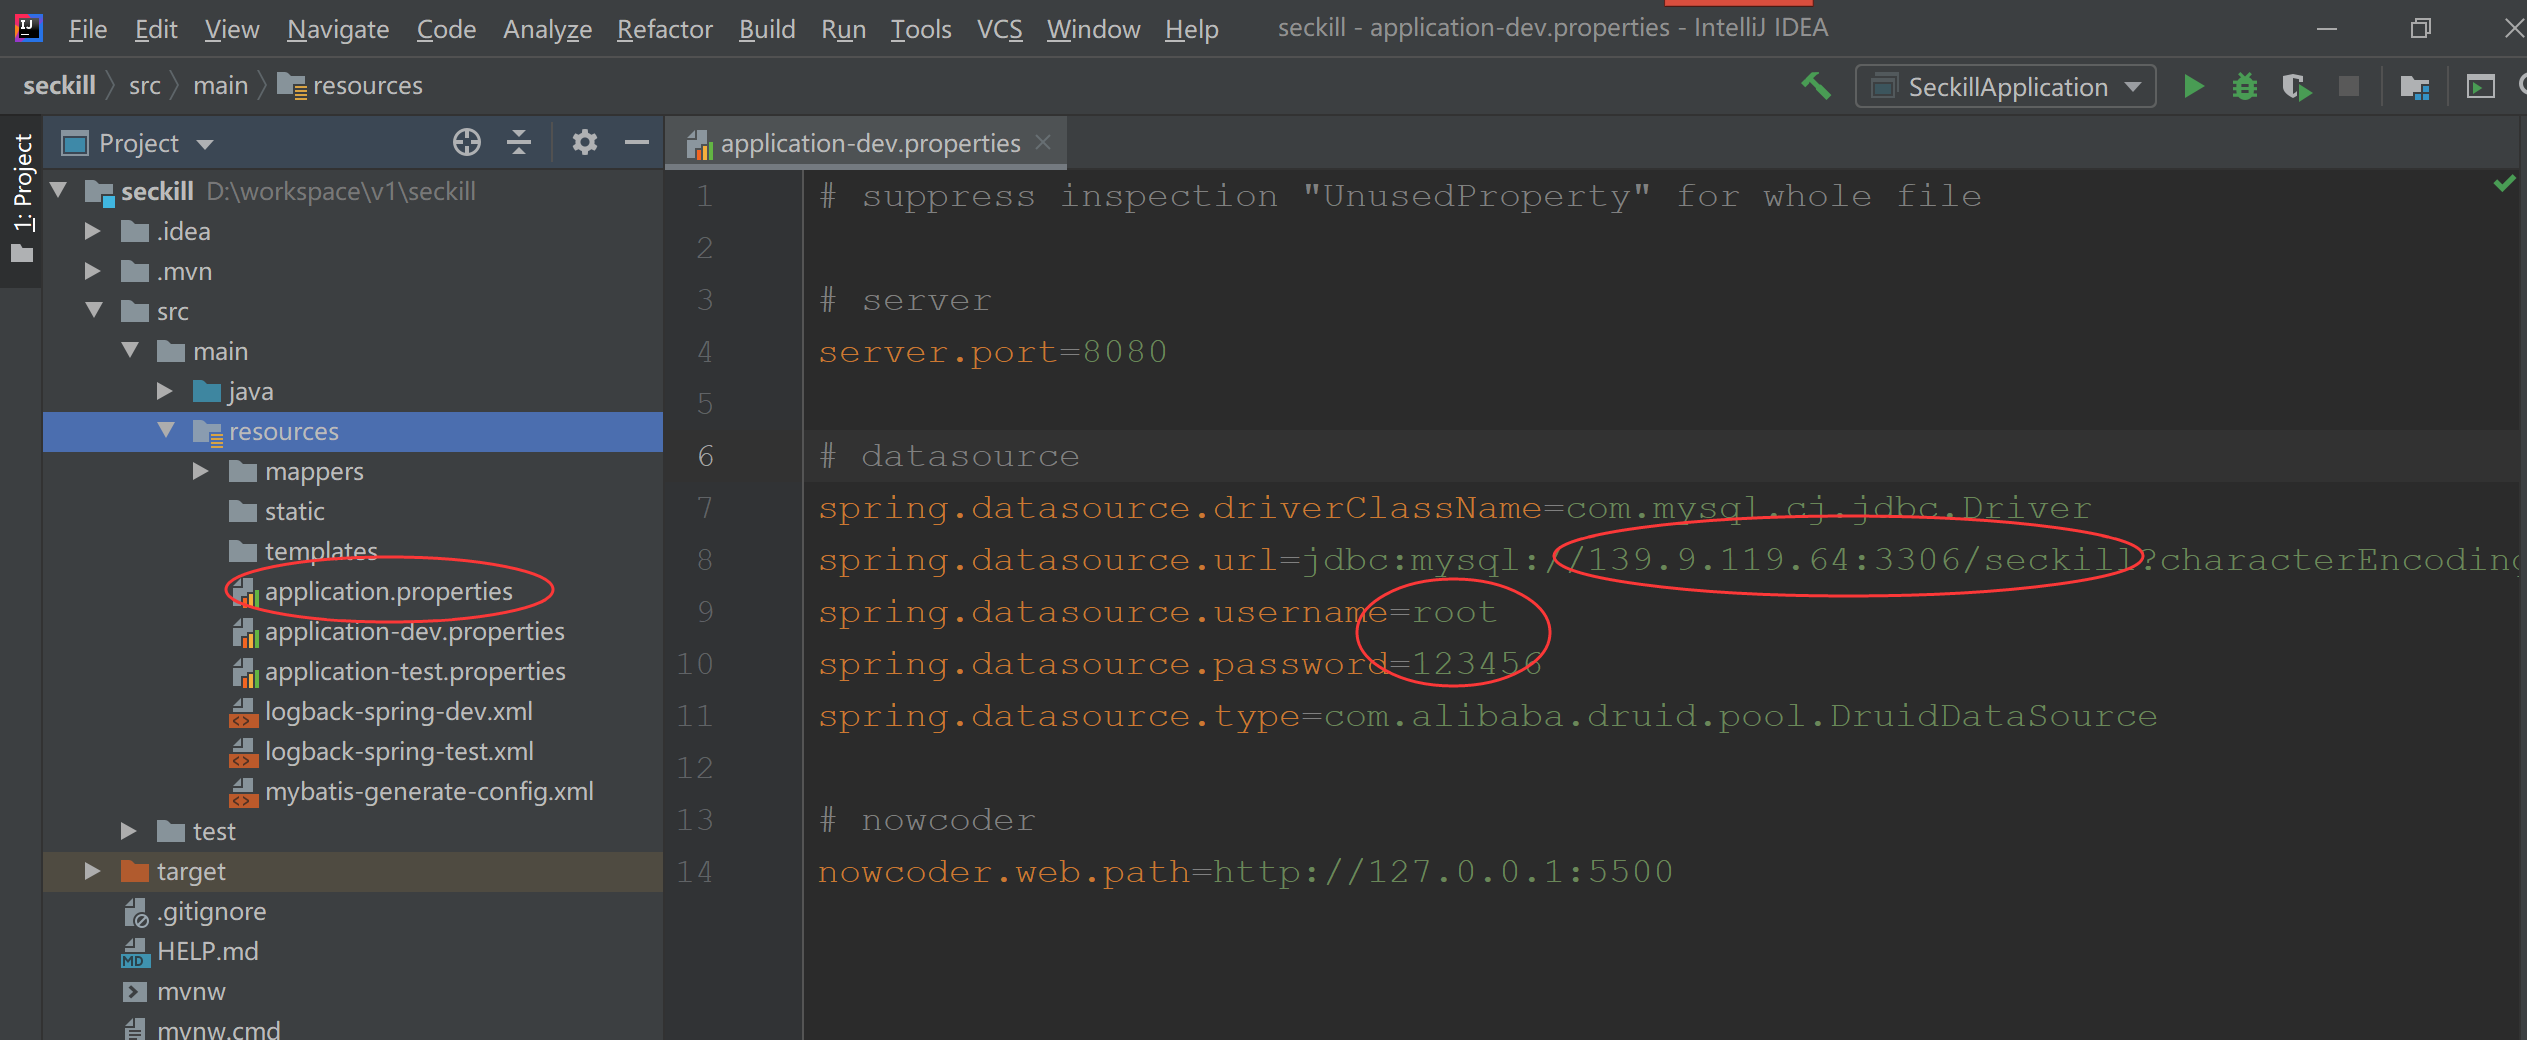 File Edit View Navigate Code Analyze Refactor Build Run Tools VCS Window Help seckill - application-dev.properties - IntelliJ IDEA
seckill src main resources
SeckillApplication
1: Project
Project
seckill D:\workspace\v1\seckill
.idea
.mvn
src
main
java
resources
mappers
static
templates
application.properties
application-dev.properties
application-test.properties
logback-spring-dev.xml
logback-spring-test.xml
mybatis-generate-config.xml
test
target
.gitignore
HELP.md
mvnw
mvnw.cmd
application-dev.properties
1 # suppress inspection "UnusedProperty" for whole file
2
3 # server
4 server.port=8080
5
6 # datasource
7 spring.datasource.driverClassName=com.mysql.cj.jdbc.Driver
8 spring.datasource.url=jdbc:mysql://139.9.119.64:3306/seckill?characterEncoding
9 spring.datasource.username=root
10 spring.datasource.password=123456
11 spring.datasource.type=com.alibaba.druid.pool.DruidDataSource
12
13 # nowcoder
14 nowcoder.web.path=http://127.0.0.1:5500